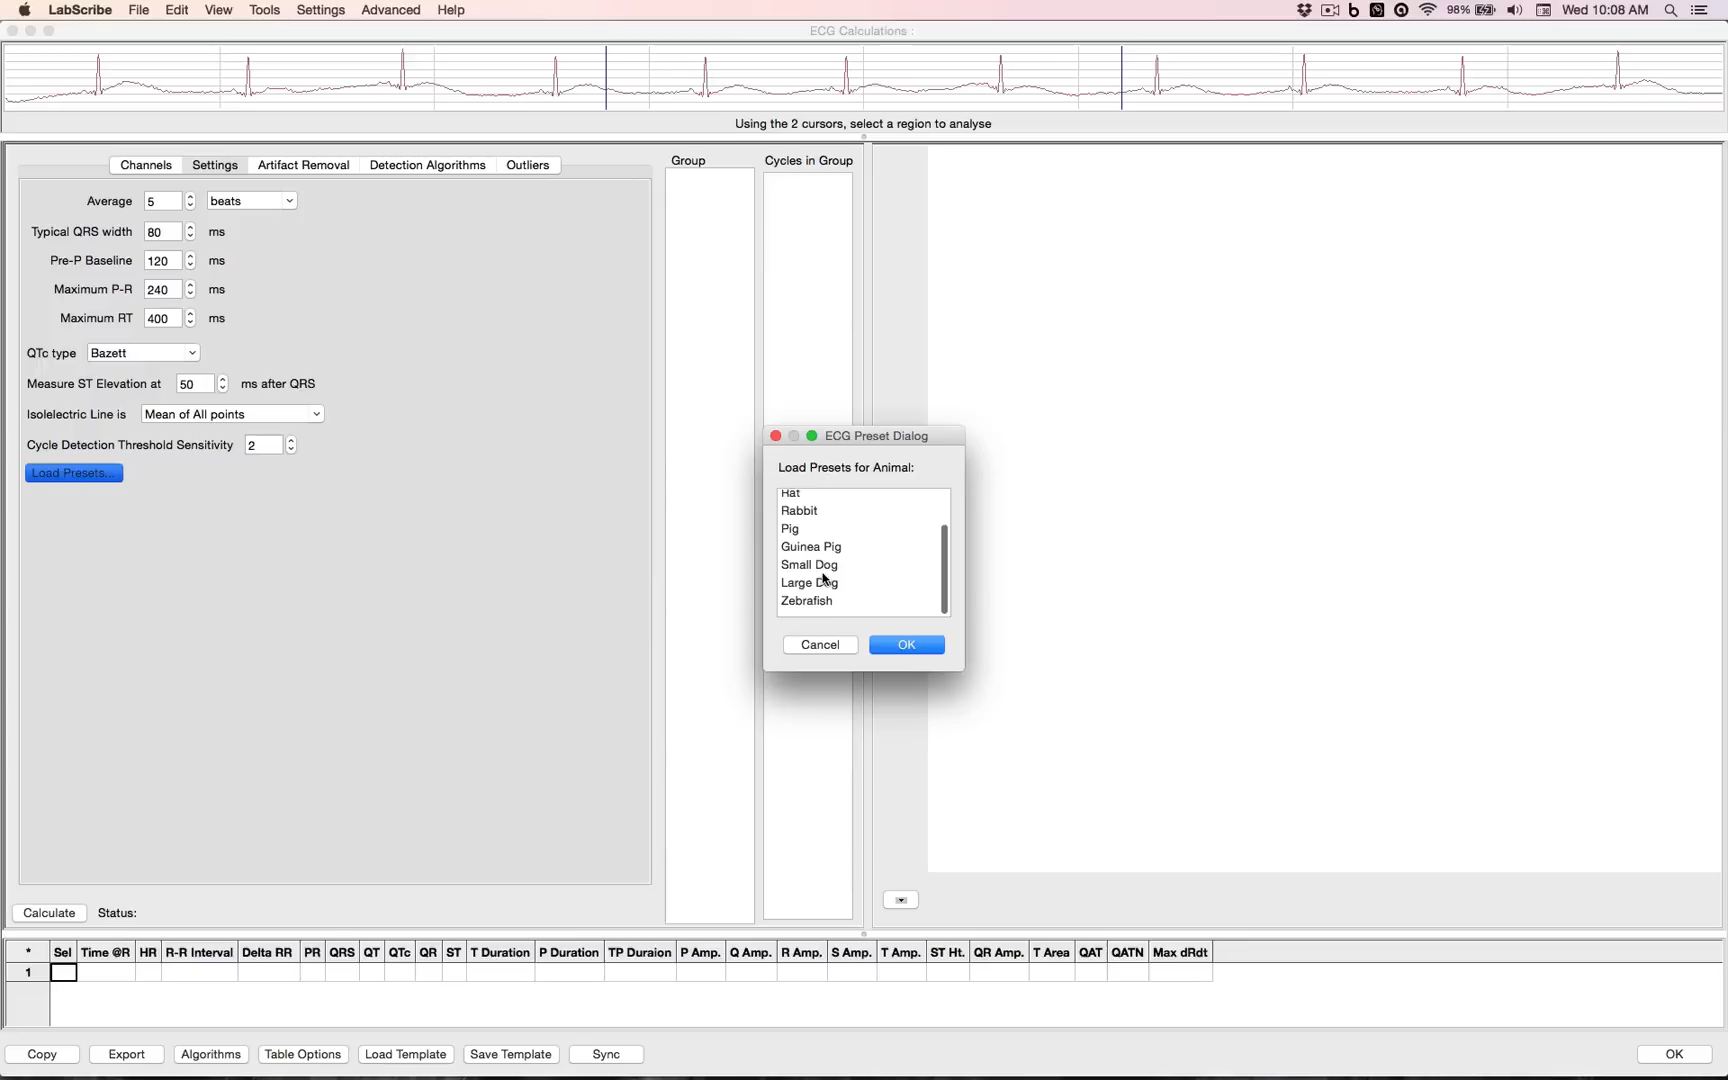 LabScribe File Edit View Tools Settings Advanced Help 98% Wed 10:08 AM
ECG Calculations :
Using the 2 cursors, select a region to analyse
Channels Settings Artifact Removal Detection Algorithms Outliers
Average 5 beats
Typical QRS width 80 ms
Pre-P Baseline 120 ms
Maximum P-R 240 ms
Maximum RT 400 ms
QTc type Bazett
Measure ST Elevation at 50 ms after QRS
Isolelectric Line is Mean of All points
Cycle Detection Threshold Sensitivity 2
Load Presets...
Group Cycles in Group
ECG Preset Dialog
Load Presets for Animal:
Rat
Rabbit
Pig
Guinea Pig
Small Dog
Large Dog
Zebrafish
Cancel OK
Calculate Status:
* Sel Time @R HR R-R Interval Delta RR PR QRS QT QTc QR ST T Duration P Duration TP Duraion P Amp. Q Amp. R Amp. S Amp. T Amp. ST Ht. QR Amp. T Area QAT QATN Max dRdt
1
Copy Export Algorithms Table Options Load Template Save Template Sync OK